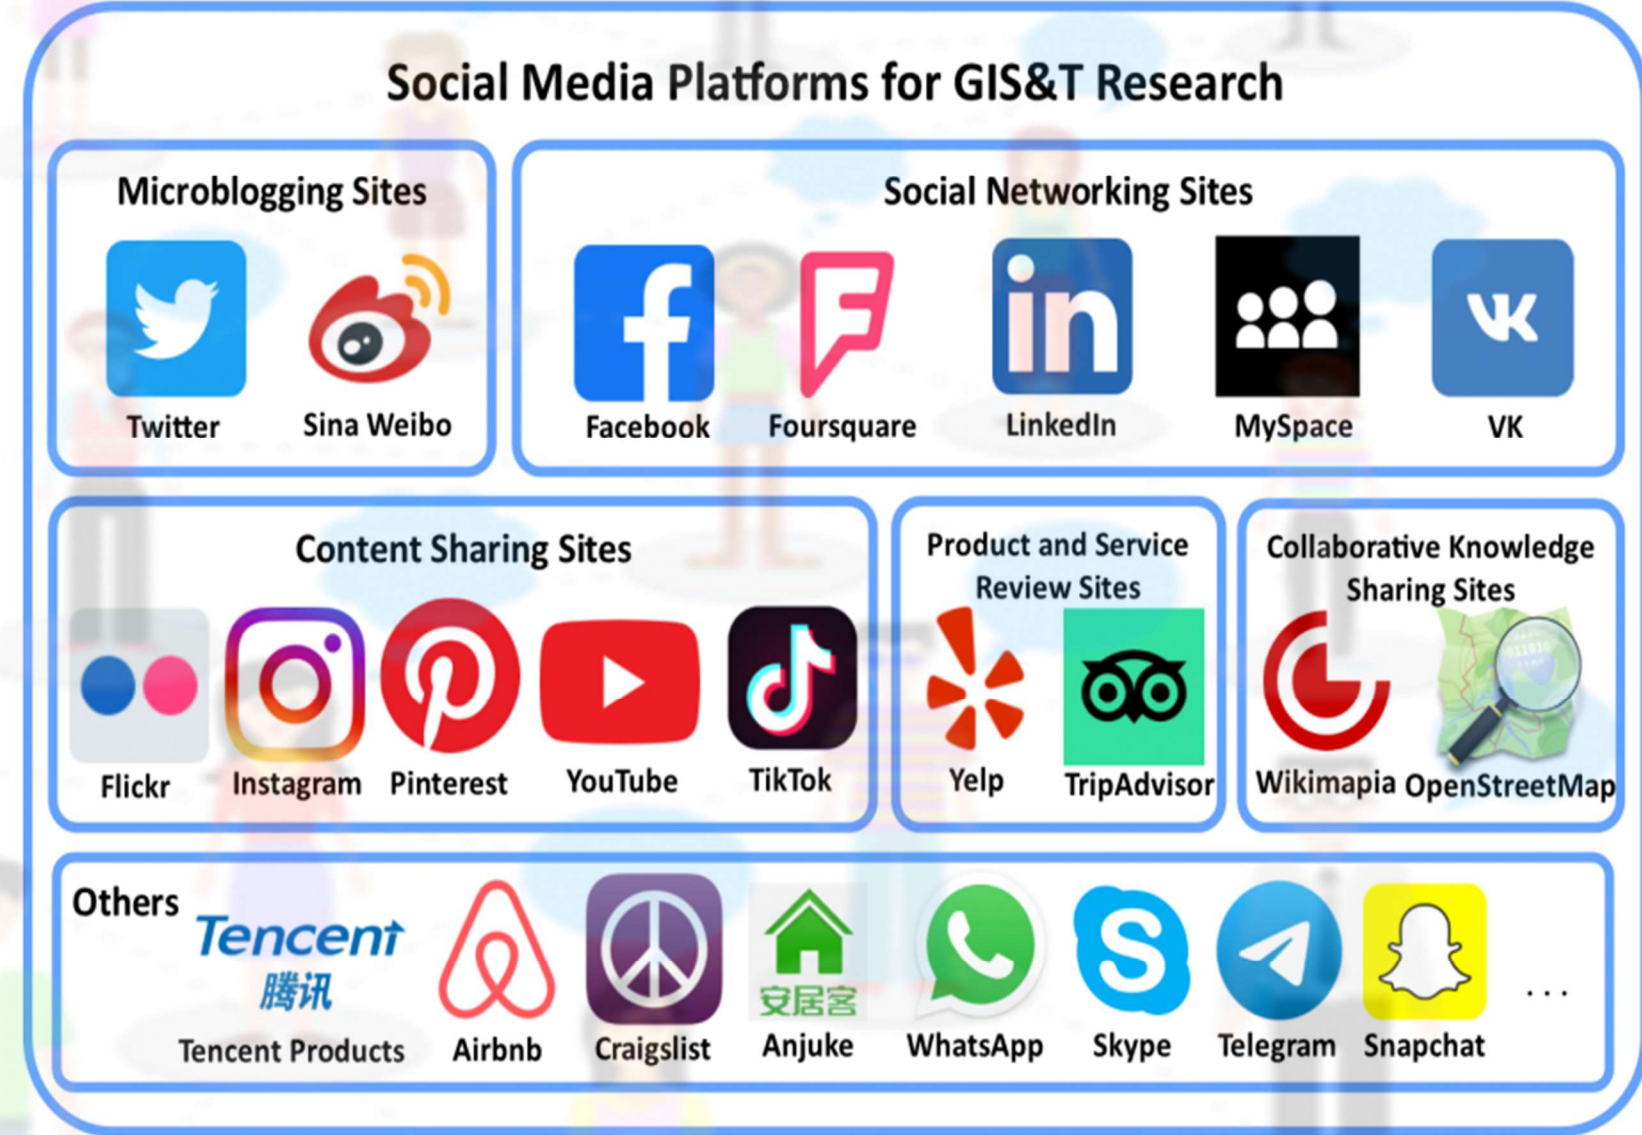 Social Media Platforms for GIS&T Research
Microblogging Sites
Twitter
Sina Weibo
Social Networking Sites
in
Facebook
Foursquare
LinkedIn
MySpace
VK
Content Sharing Sites
Flickr
Instagram
Pinterest
YouTube
TikTok
Product and Service
Review Sites
Yelp
TripAdvisor
Collaborative Knowledge
Sharing Sites
Wikimapia
OpenStreetMap
Others
Tencent
腾讯
Tencent Products
Airbnb
Craigslist
安居客
Anjuke
WhatsApp
Skype
Telegram
Snapchat
...